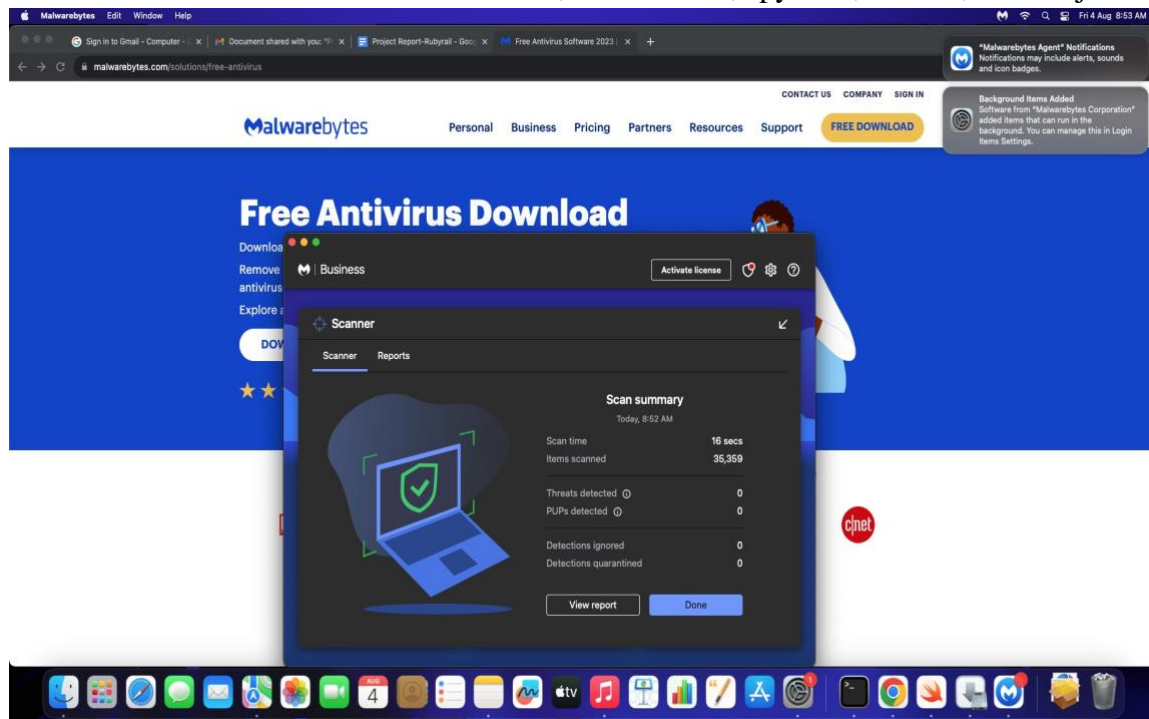 Malwarebytes Edit Window Help
Fri 4 Aug 8:53 AM
Sign in to Gmail - Computer -
Document shared with you: "
Project Report-Rubyrail - Goo
Free Antivirus Software 2023 |
malwarebytes.com/solutions/free-antivirus
"Malwarebytes Agent" Notifications
Notifications may include alerts, sounds
and icon badges.
Background Items Added
Software from "Malwarebytes Corporation"
added items that can run in the
background. You can manage this in Login
Items Settings.
CONTACT US COMPANY SIGN IN
Malwarebytes
Personal Business Pricing Partners Resources Support FREE DOWNLOAD
Free Antivirus Download
Downloa
Remove
antivirus
Explore
DOW
Business
Activate license
Scanner
Scanner Reports
Scan summary
Today, 8:52 AM
Scan time 16 secs
Items scanned 35,359
Threats detected 0
PUPs detected 0
Detections ignored 0
Detections quarantined 0
View report Done
c|net
AUG
4
tv